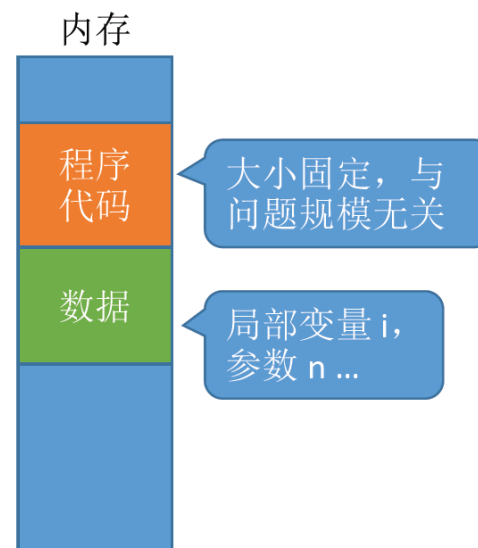 内存
程序
代码
大小固定，与
问题规模无关
数据
局部变量 i，
参数 n ...